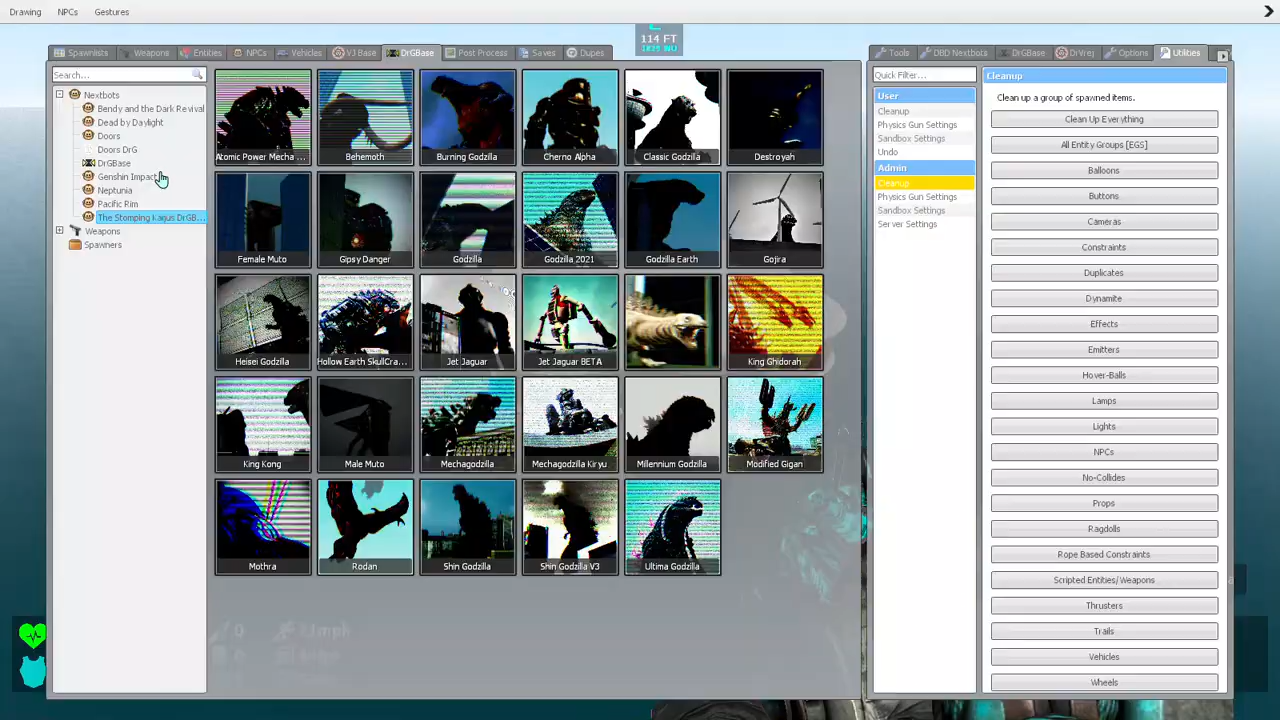 Drawing NPCs Gestures
114 FT
Spawnlists Weapons Entities NPCs Vehicles VJ Base DrGBase Post Process Saves Dupes
Search...
Nextbots
Bendy and the Dark Revival
Dead by Daylight
Doors
Doors DrG
DrGBase
Genshin Impact
Neptunia
Pacific Rim
The Stomping Kaijus DrGB...
Weapons
Spawners
Atomic Power Mecha ... Behemoth Burning Godzilla Cherno Alpha Classic Godzilla Destroyah
Female Muto Gipsy Danger Godzilla Godzilla 2021 Godzilla Earth Gojira
Heisei Godzilla Hollow Earth SkullCra... Jet Jaguar Jet Jaguar BETA King Ghidorah
King Kong Male Muto Mechagodzilla Mechagodzilla Kiryu Millennium Godzilla Modified Gigan
Mothra Rodan Shin Godzilla Shin Godzilla V3 Ultima Godzilla
Tools DBD Nextbots DrGBase Options Utilities
Quick Filter...
User
Cleanup
Physics Gun Settings
Sandbox Settings
Undo
Admin
Cleanup
Physics Gun Settings
Sandbox Settings
Server Settings
Cleanup
Clean up a group of spawned items.
Clean Up Everything
All Entity Groups [EGS]
Balloons
Buttons
Cameras
Constraints
Duplicates
Dynamite
Effects
Emitters
Hover-Balls
Lamps
Lights
NPCs
No-Collides
Props
Ragdolls
Rope Based Constraints
Scripted Entities/Weapons
Thrusters
Trails
Vehicles
Wheels